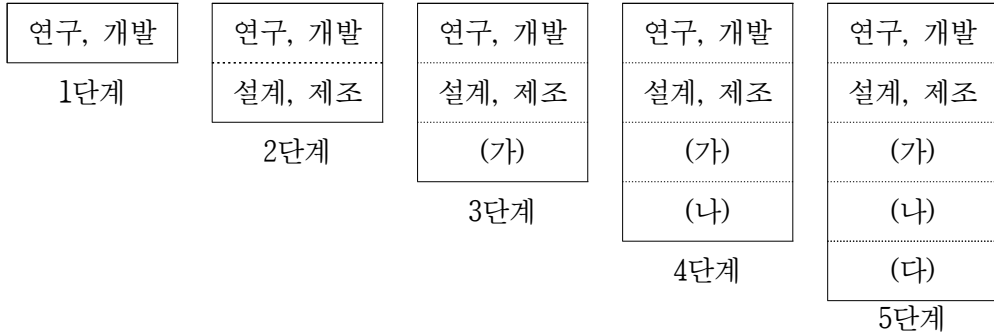 연구, 개발 연구, 개발 연구, 개발 연구, 개발 연구, 개발
1단계 설계, 제조 설계, 제조 설계, 제조 설계, 제조
2단계 (가) (가) (가)
3단계 (나) (나)
4단계 (다)
5단계